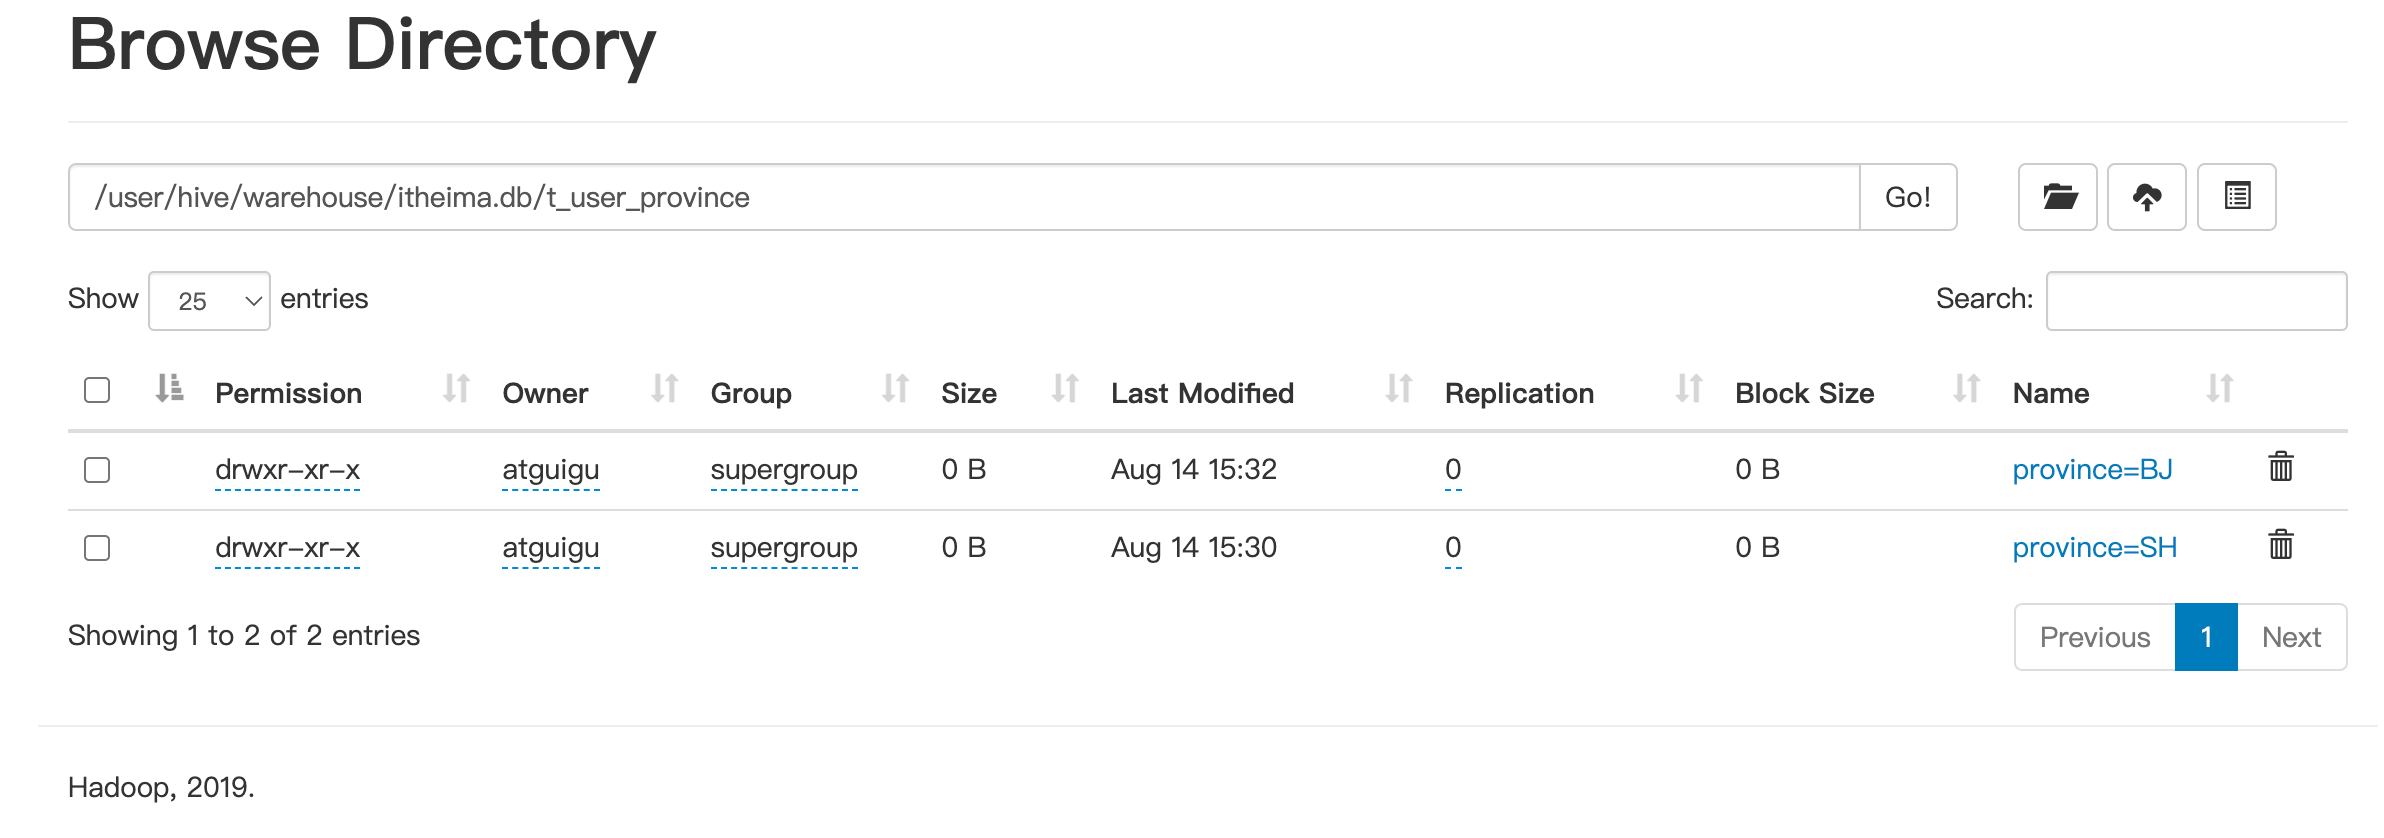 Browse Directory
/user/hive/warehouse/itheima.db/t_user_province Go!
Show 25 entries Search:
Permission Owner Group Size Last Modified Replication Block Size Name
drwxr-xr-x atguigu supergroup 0 B Aug 14 15:32 0 0 B province=BJ
drwxr-xr-x atguigu supergroup 0 B Aug 14 15:30 0 0 B province=SH
Showing 1 to 2 of 2 entries Previous 1 Next
Hadoop, 2019.